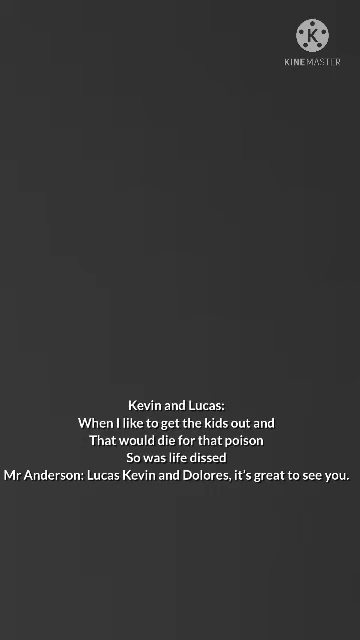 K
KINEMASTER
Kevin and Lucas:
When I like to get the kids out and
That would die for that poison
So was life dissed
Mr Anderson: Lucas Kevin and Dolores, it's great to see you.